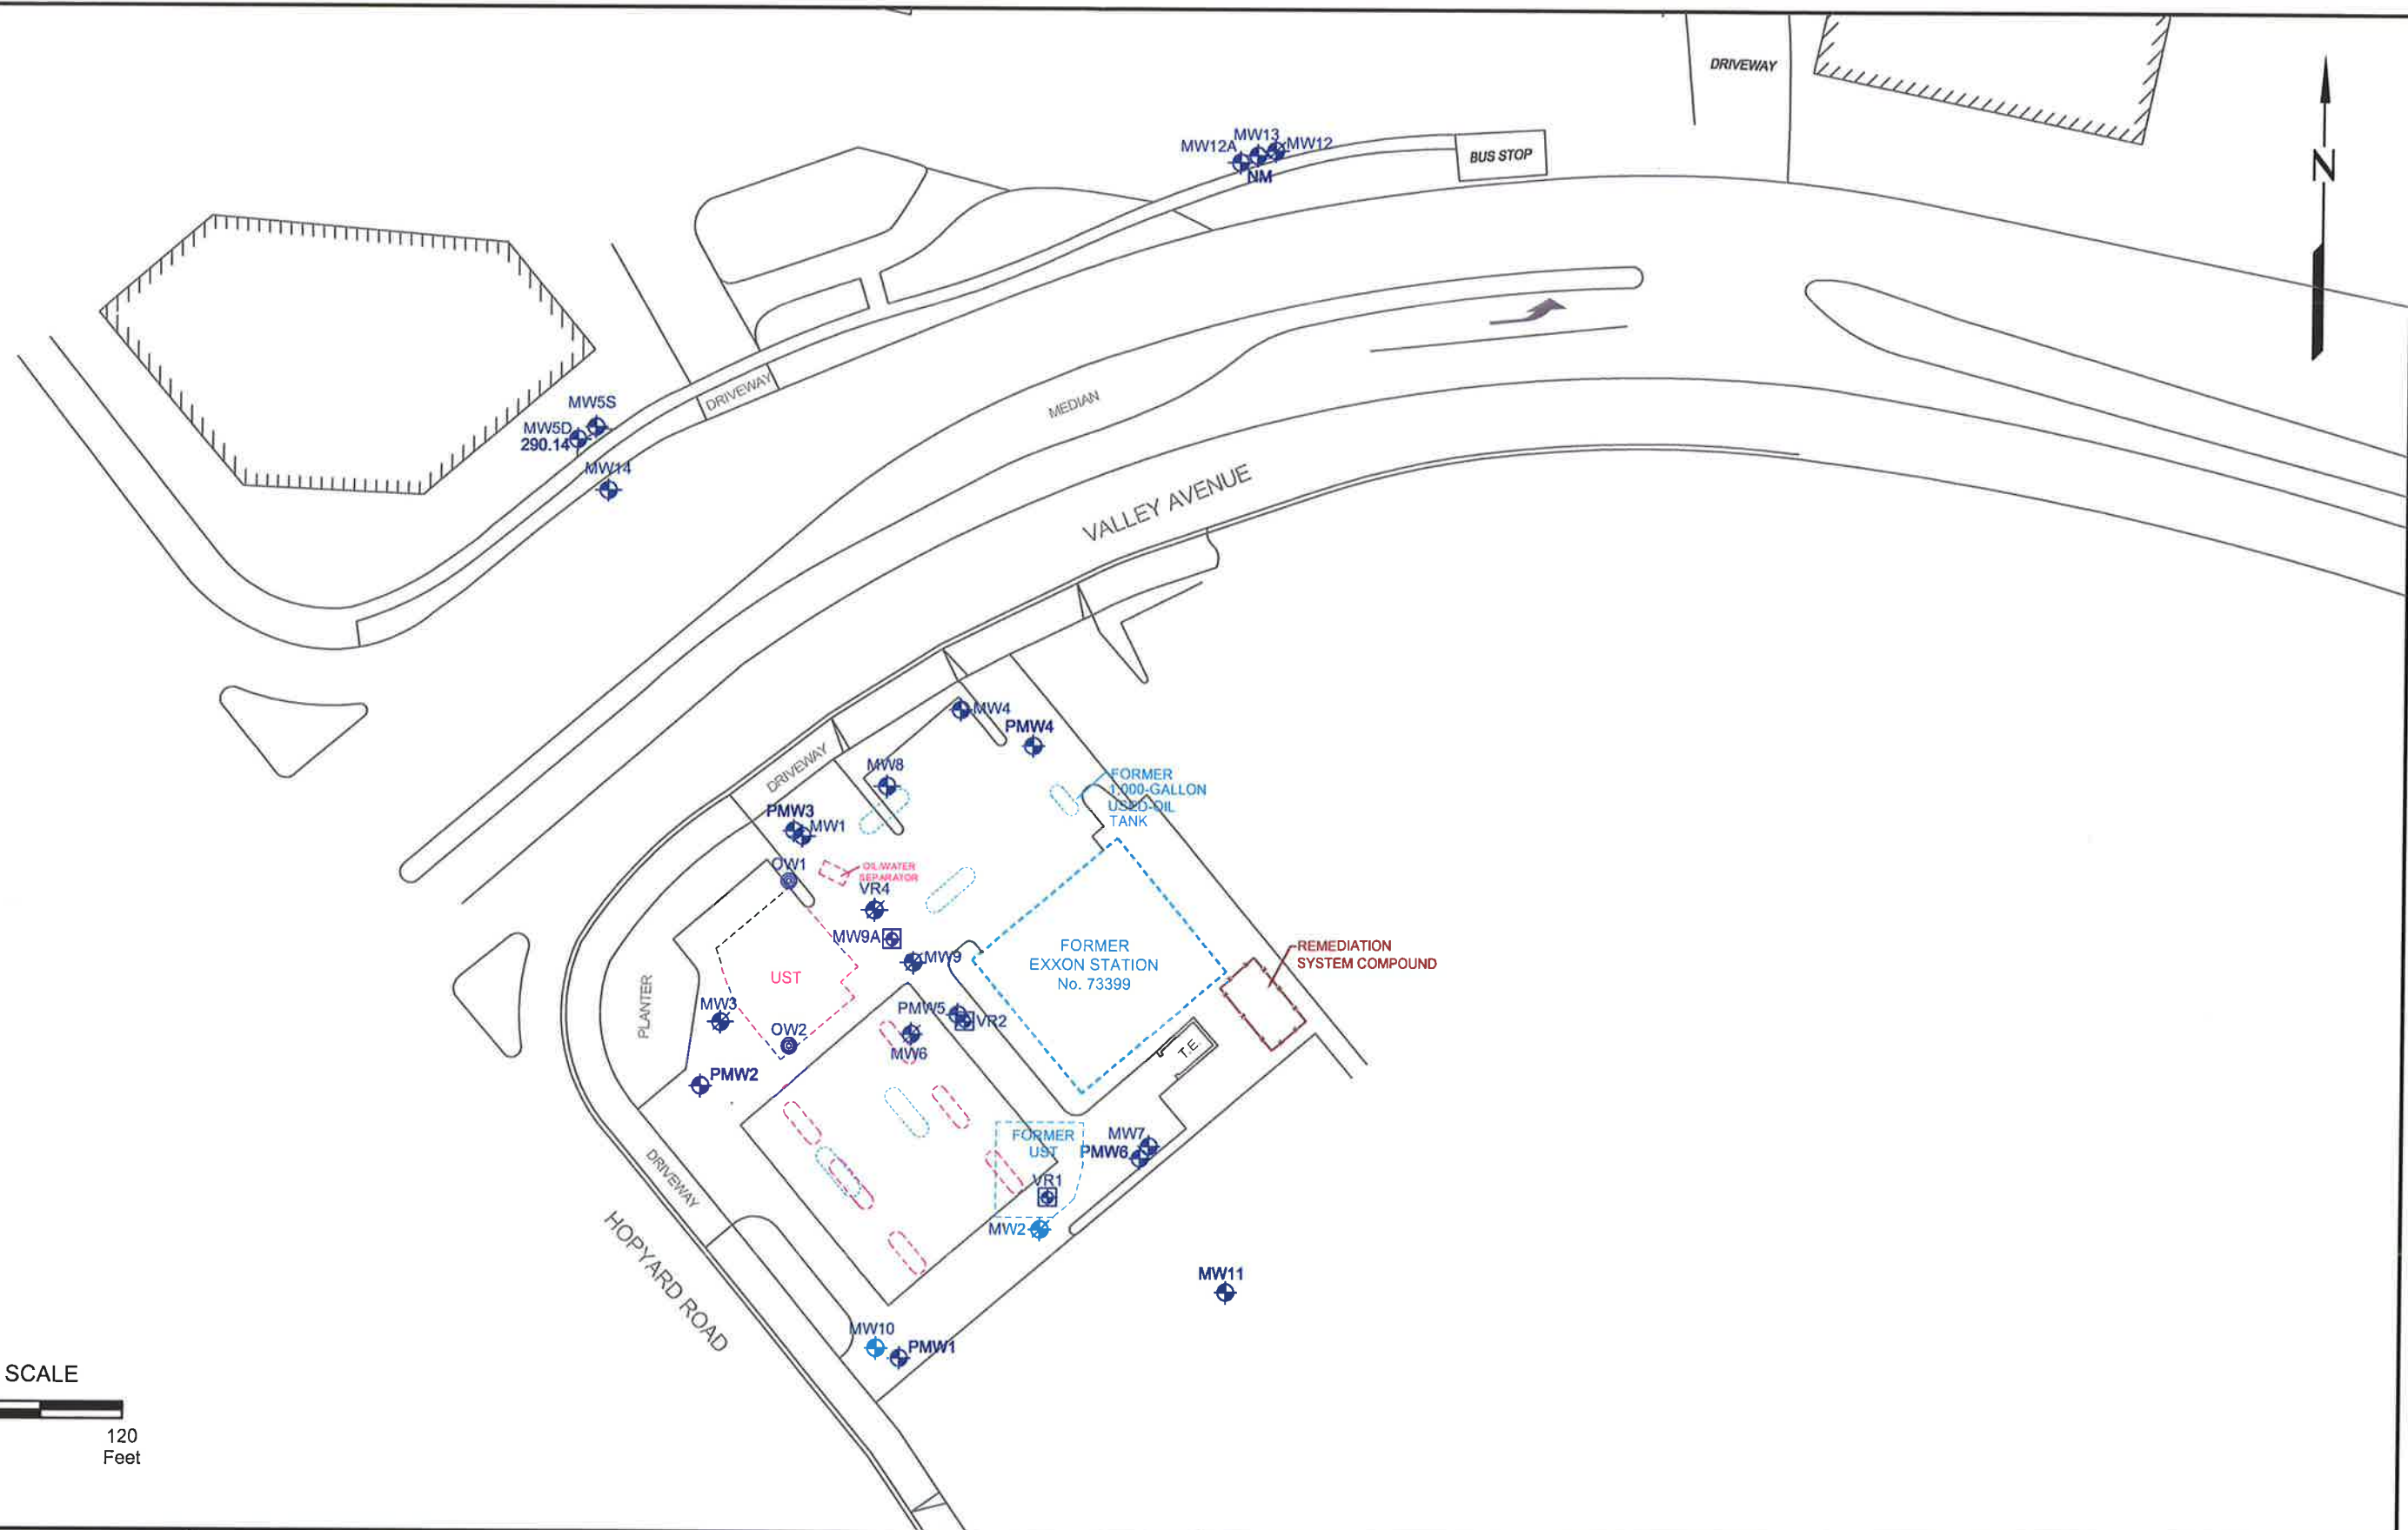 DRIVEWAY
N
MW13
MW12A
MW12
NM
BUS STOP
DRIVEWAY
MEDIAN
MW5S
MW5D
290.14
MW14
VALLEY AVENUE
MW4
PMW4
DRIVEWAY
MW8
FORMER
1,000-GALLON
USED-OIL
TANK
PMW3
MW1
OW1
OIL/WATER
SEPARATOR
VR4
MW9A
MW9
FORMER
EXXON STATION
No. 73399
REMEDIATION
SYSTEM COMPOUND
UST
PLANTER
MW3
OW2
PMW5
VR2
MW6
T.E.
PMW2
FORMER
UST
MW7
PMW6
VR1
MW2
DRIVEWAY
HOPYARD ROAD
MW11
MW10
PMW1
SCALE
120
Feet